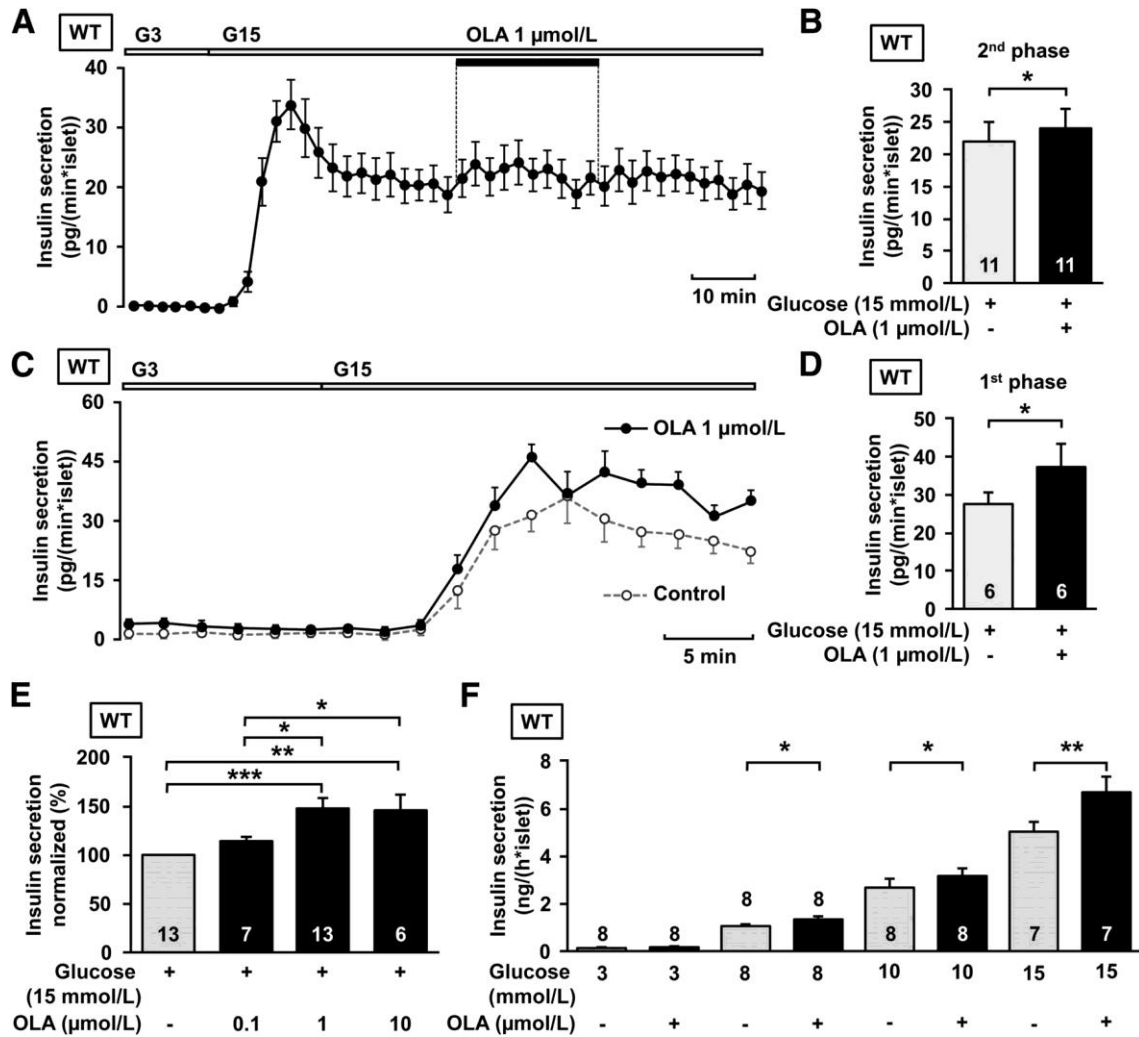 A
WT
G3
G15
OLA 1 µmol/L
Insulin secretion
(pg/(min*islet))
40
30
20
10
0
10 min
B
WT
2nd phase
*
Insulin secretion
(pg/(min*islet))
30
25
20
15
10
5
0
11
11
Glucose (15 mmol/L) + +
OLA (1 µmol/L) - +
C
WT
G3
G15
Insulin secretion
(pg/(min*islet))
60
45
30
15
0
OLA 1 µmol/L
Control
5 min
D
WT
1st phase
*
Insulin secretion
(pg/(min*islet))
50
40
30
20
10
0
6
6
Glucose (15 mmol/L) + +
OLA (1 µmol/L) - +
E
WT
*
*
**
***
Insulin secretion
normalized (%)
200
150
100
50
0
13
7
13
6
Glucose + + + +
(15 mmol/L)
OLA (µmol/L) - 0.1 1 10
F
WT
* * **
Insulin secretion
(ng/(h*islet))
8
6
4
2
0
8 8 8 8 8 8 7 7
Glucose 3 3 8 8 10 10 15 15
(mmol/L)
OLA (µmol/L) - + - + - + - +